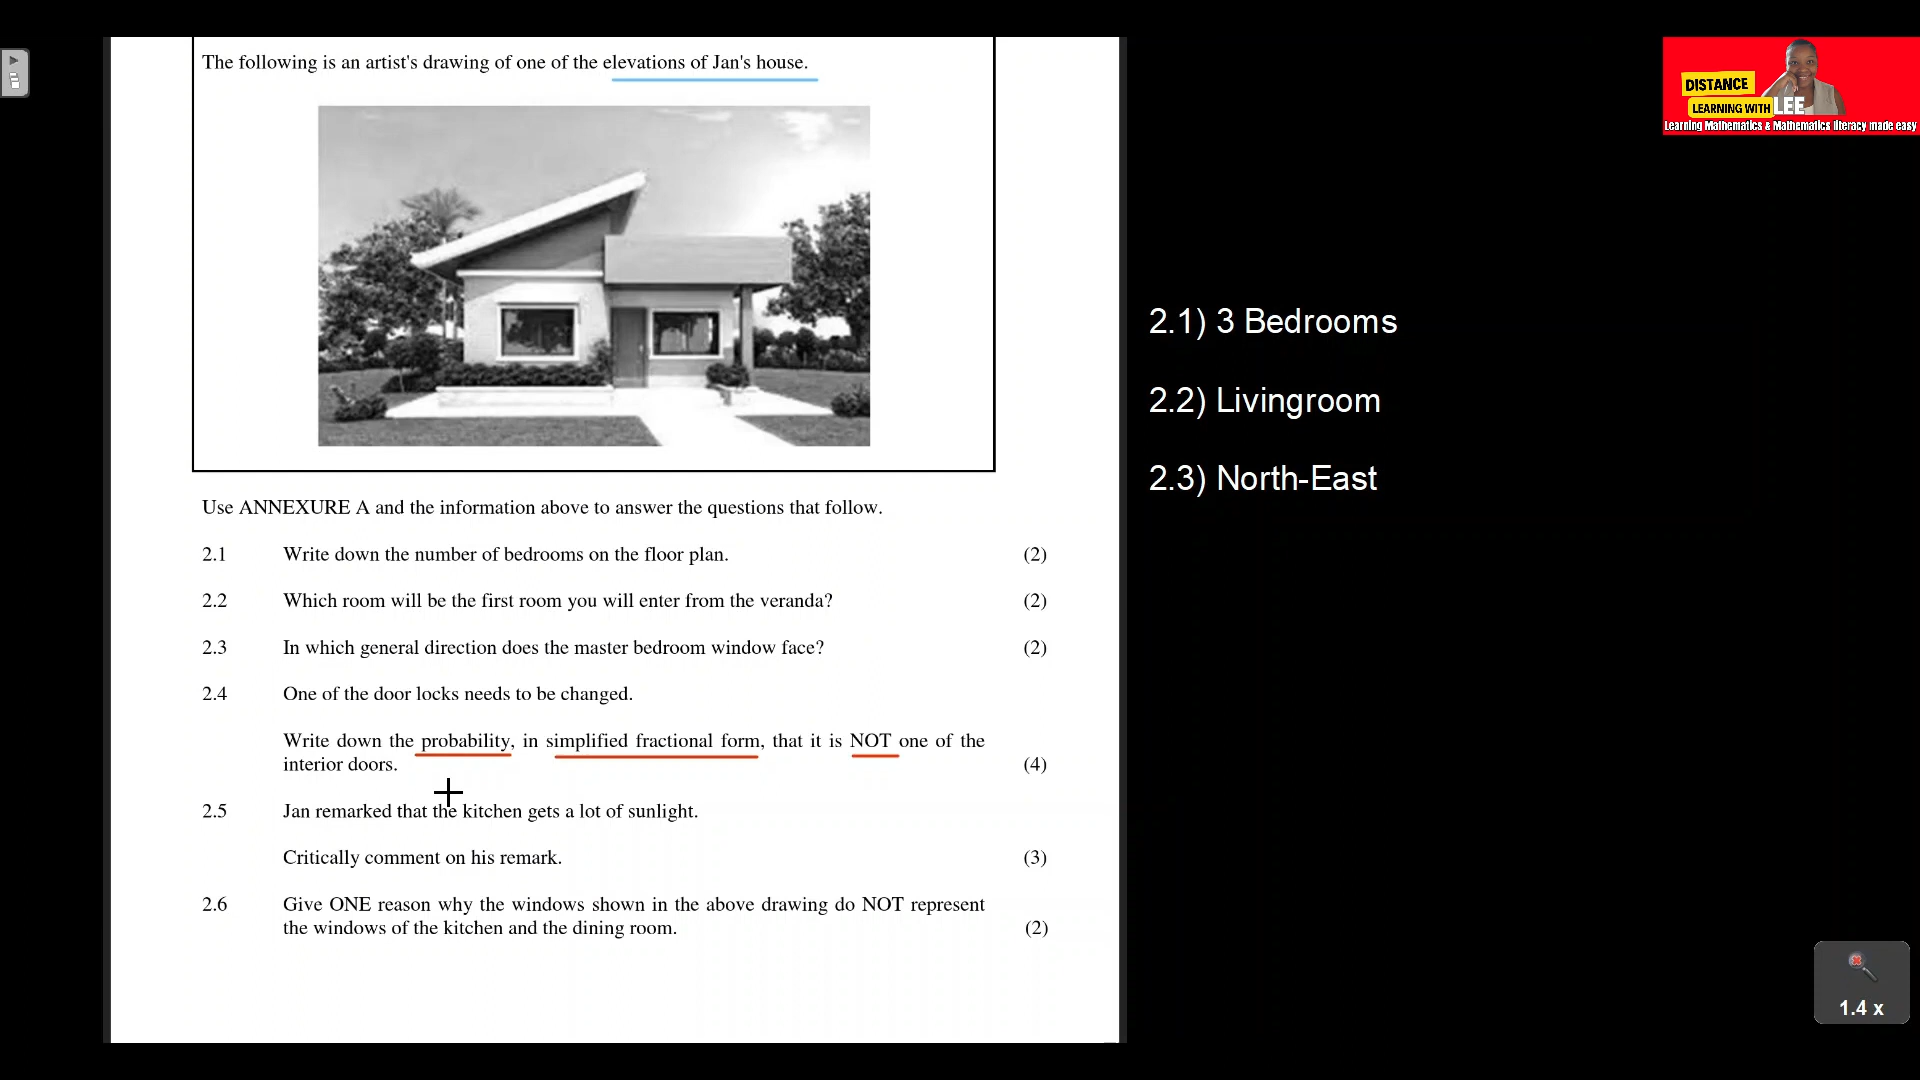 The following is an artist's drawing of one of the elevations of Jan's house.
DISTANCE
LEARNING WITH LEE
Learning Mathematics & Mathematics literacy made easy
2.1) 3 Bedrooms
2.2) Livingroom
2.3) North-East
Use ANNEXURE A and the information above to answer the questions that follow.
2.1 Write down the number of bedrooms on the floor plan. (2)
2.2 Which room will be the first room you will enter from the veranda? (2)
2.3 In which general direction does the master bedroom window face? (2)
2.4 One of the door locks needs to be changed.
Write down the probability, in simplified fractional form, that it is NOT one of the
interior doors. (4)
2.5 Jan remarked that the kitchen gets a lot of sunlight.
Critically comment on his remark. (3)
2.6 Give ONE reason why the windows shown in the above drawing do NOT represent
the windows of the kitchen and the dining room. (2)
1.4 x